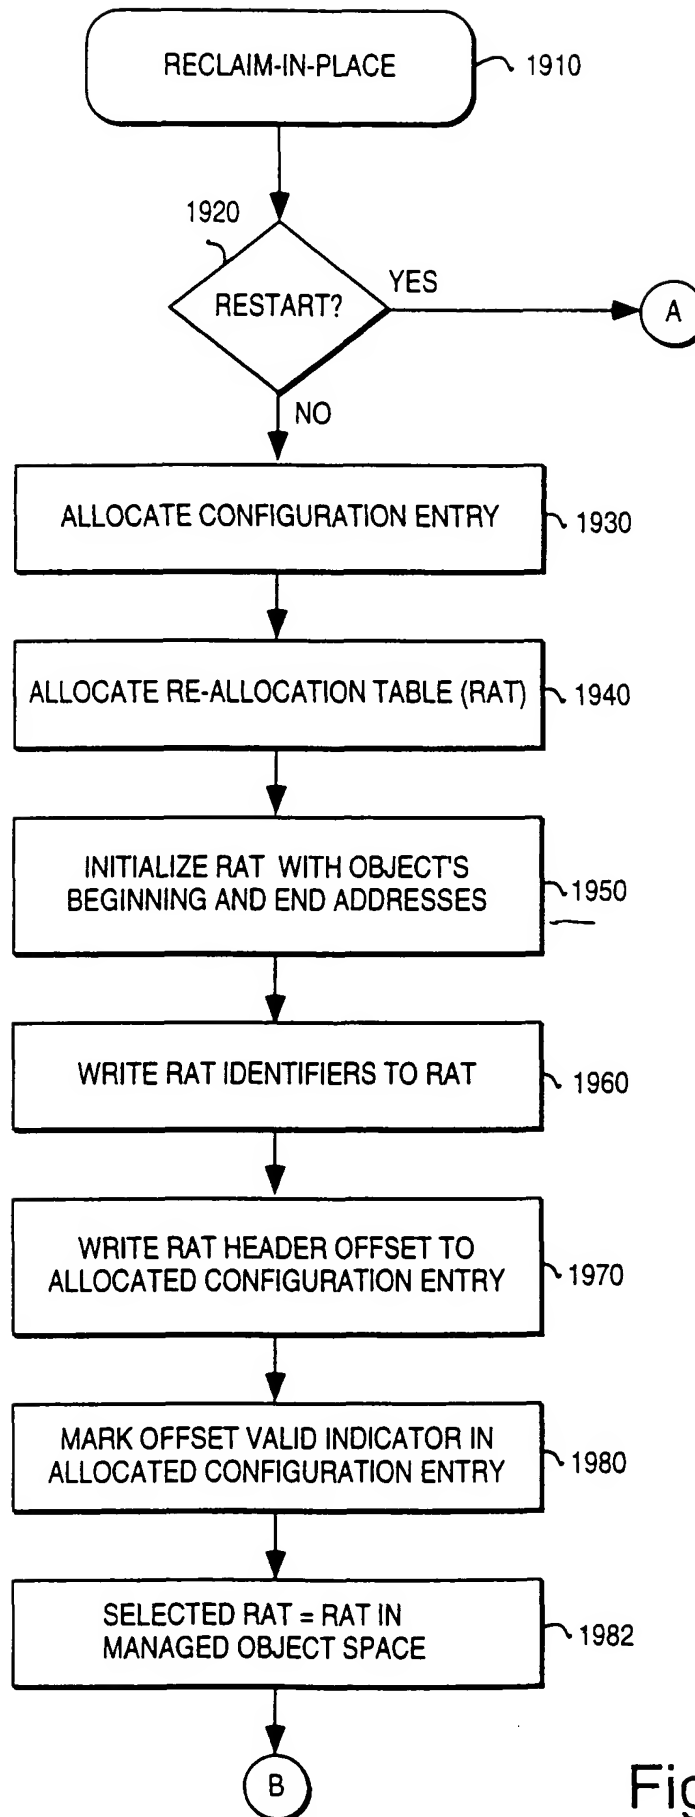 RECLAIM-IN-PLACE
1910
1920
RESTART?
YES
A
NO
ALLOCATE CONFIGURATION ENTRY
1930
ALLOCATE RE-ALLOCATION TABLE (RAT)
1940
INITIALIZE RAT WITH OBJECT'S
BEGINNING AND END ADDRESSES
1950
WRITE RAT IDENTIFIERS TO RAT
1960
WRITE RAT HEADER OFFSET TO
ALLOCATED CONFIGURATION ENTRY
1970
MARK OFFSET VALID INDICATOR IN
ALLOCATED CONFIGURATION ENTRY
1980
SELECTED RAT = RAT IN
MANAGED OBJECT SPACE
1982
B
Fig